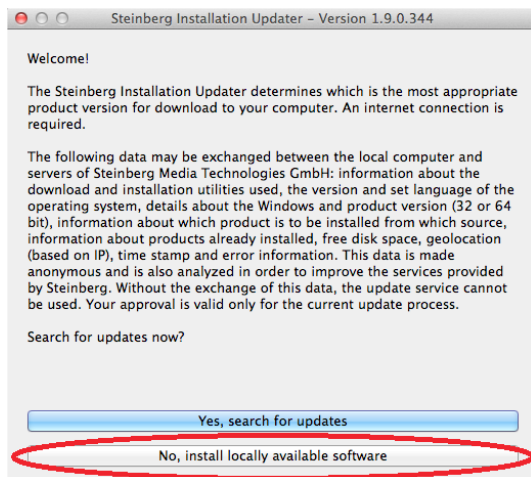 Steinberg Installation Updater – Version 1.9.0.344
Welcome!
The Steinberg Installation Updater determines which is the most appropriate
product version for download to your computer. An internet connection is
required.
The following data may be exchanged between the local computer and
servers of Steinberg Media Technologies GmbH: information about the
download and installation utilities used, the version and set language of the
operating system, details about the Windows and product version (32 or 64
bit), information about which product is to be installed from which source,
information about products already installed, free disk space, geolocation
(based on IP), time stamp and error information. This data is made
anonymous and is also analyzed in order to improve the services provided
by Steinberg. Without the exchange of this data, the update service cannot
be used. Your approval is valid only for the current update process.
Search for updates now?
Yes, search for updates
No, install locally available software